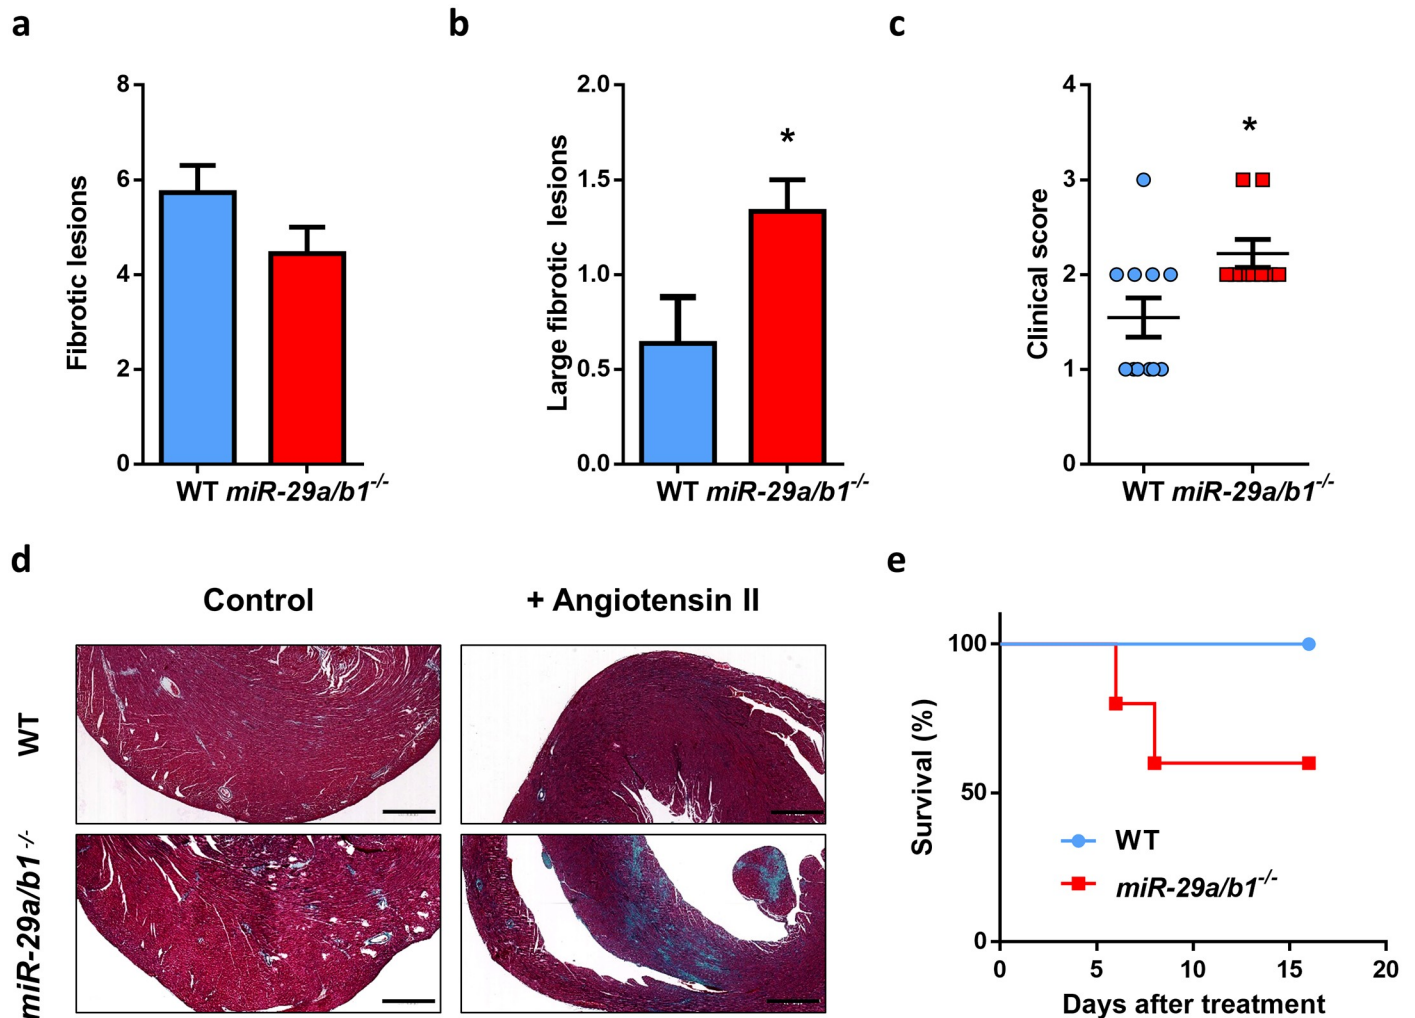 a
b
c
8
6
4
2
0
Fibrotic lesions
WT miR-29a/b1-/-
2.0
1.5
1.0
0.5
0.0
Large fibrotic lesions
*
WT miR-29a/b1-/-
4
3
2
1
0
Clinical score
*
WT miR-29a/b1-/-
d
e
Control
+ Angiotensin II
WT
miR-29a/b1-/-
100
50
0
Survival (%)
WT
miR-29a/b1-/-
0 5 10 15 20
Days after treatment